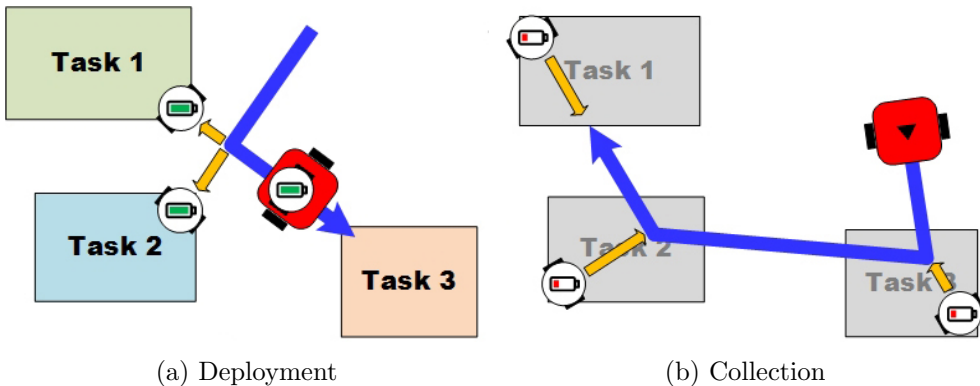 Task 1
Task 2
Task 3
(a) Deployment
Task 1
Task 2
Task 3
(b) Collection